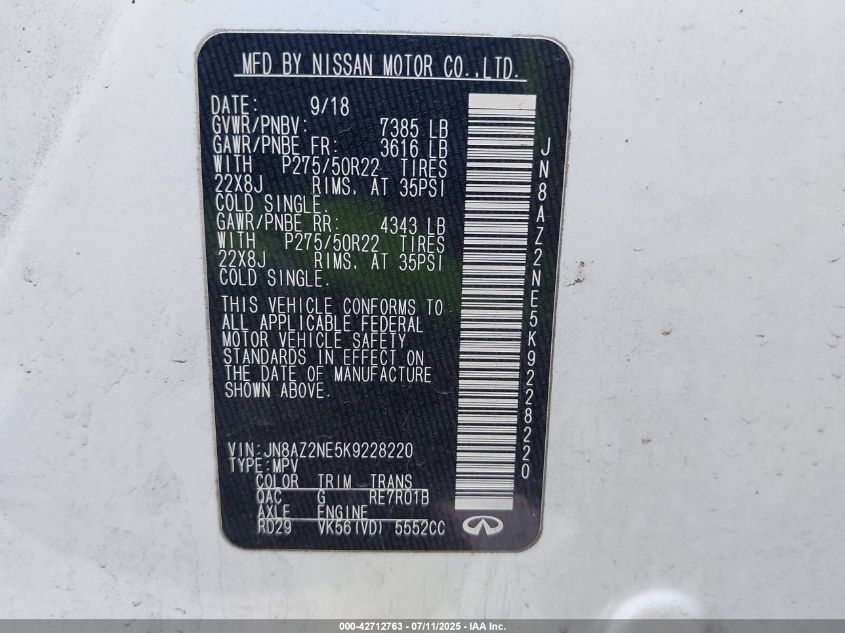 MFD BY NISSAN MOTOR CO.,LTD.
DATE: 9/18
GVWR/PNBV: 7385 LB
GAWR/PNBE FR: 3616 LB
WITH P275/50R22 TIRES
22X8J RIMS, AT 35PSI
COLD SINGLE.
GAWR/PNBE RR: 4343 LB
WITH P275/50R22 TIRES
22X8J RIMS, AT 35PSI
COLD SINGLE.
THIS VEHICLE CONFORMS TO
ALL APPLICABLE FEDERAL
MOTOR VEHICLE SAFETY
STANDARDS IN EFFECT ON
THE DATE OF MANUFACTURE
SHOWN ABOVE.
VIN:JN8AZ2NE5K9228220
TYPE:MPV
COLOR TRIM TRANS
QAC G RE7R01B
AXLE ENGINE
RD29 VK56(VD) 5552CC
JN8AZ2NE5K9228220
000-42712763 - 07/11/2025 - IAA Inc.